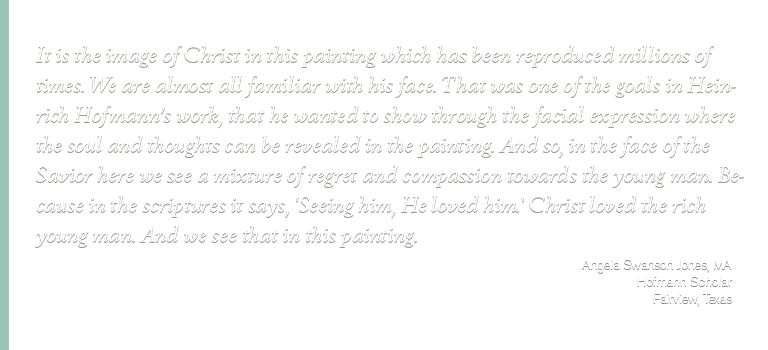 It is the image of Christ in this painting which has been reproduced millions of
times. We are almost all familiar with his face. That was one of the goals in Hein-
rich Hofmann's work, that he wanted to show through the facial expression where
the soul and thoughts can be revealed in the painting. And so, in the face of the
Savior here we see a mixture of regret and compassion towards the young man. Be-
cause in the scriptures it says, 'Seeing him, He loved him.' Christ loved the rich
young man. And we see that in this painting.
Angela Swanson Jones, MA
Hofmann Scholar
Fairview, Texas